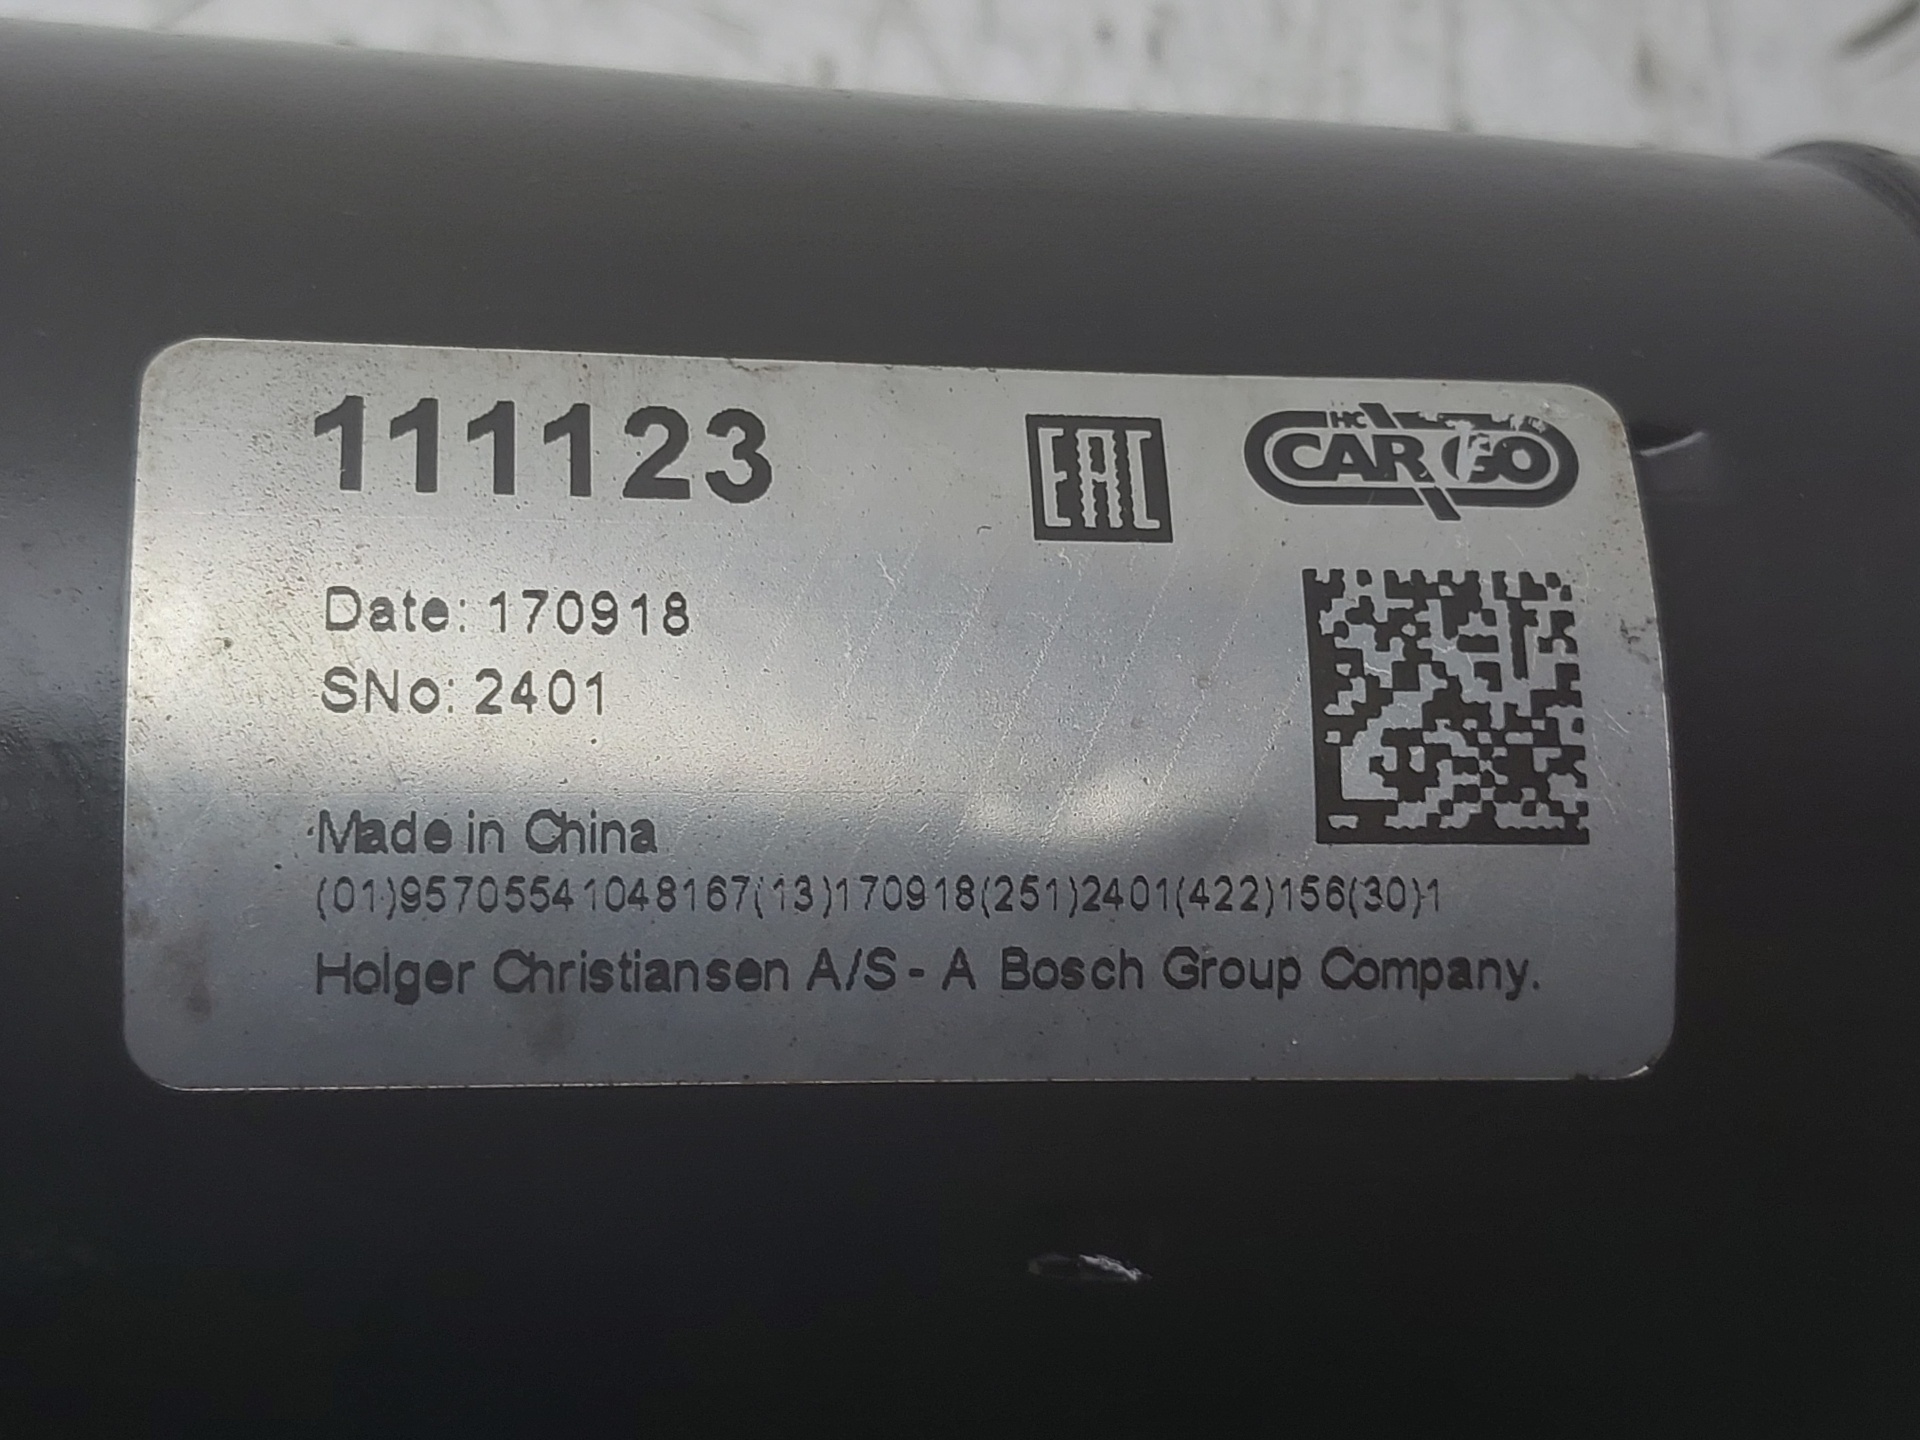 111123
EAC
HC
CARGO
Date: 170918
SNo: 2401
Made in China
(01)95705541048167(13)170918(251)2401(422)156(30)1
Holger Christiansen A/S - A Bosch Group Company.